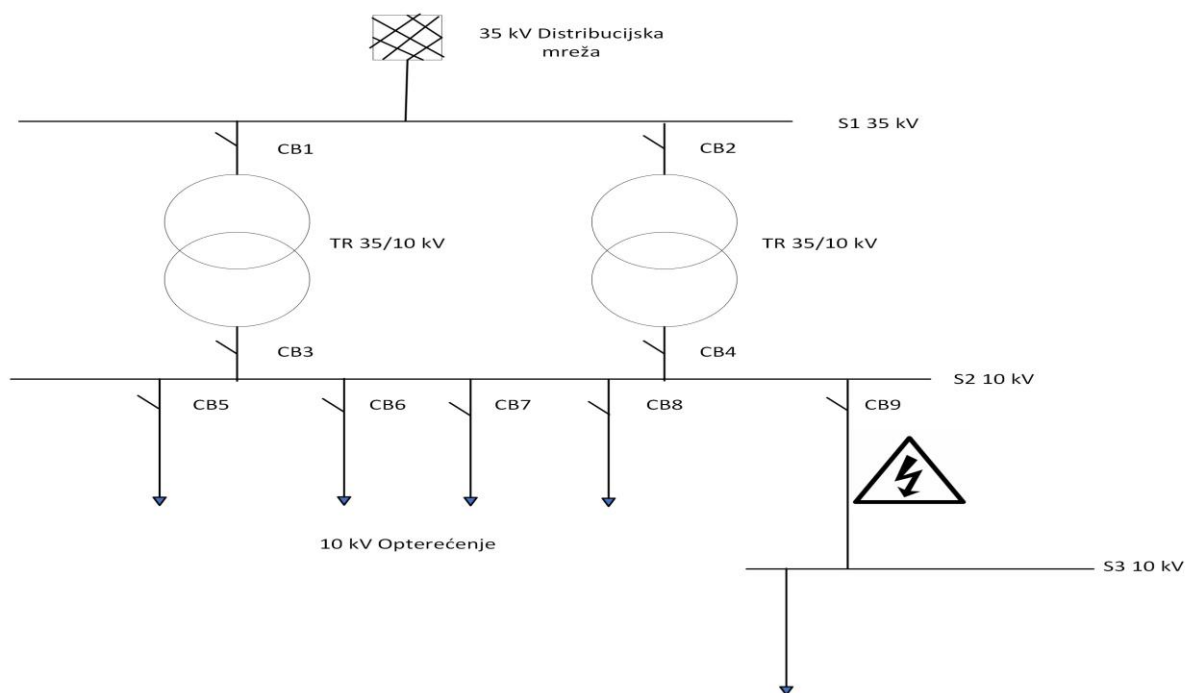 35 kV Distribucijska
mreža
S1 35 kV
CB1
CB2
TR 35/10 kV
TR 35/10 kV
CB3
CB4
S2 10 kV
CB5
CB6
CB7
CB8
CB9
10 kV Opterećenje
S3 10 kV